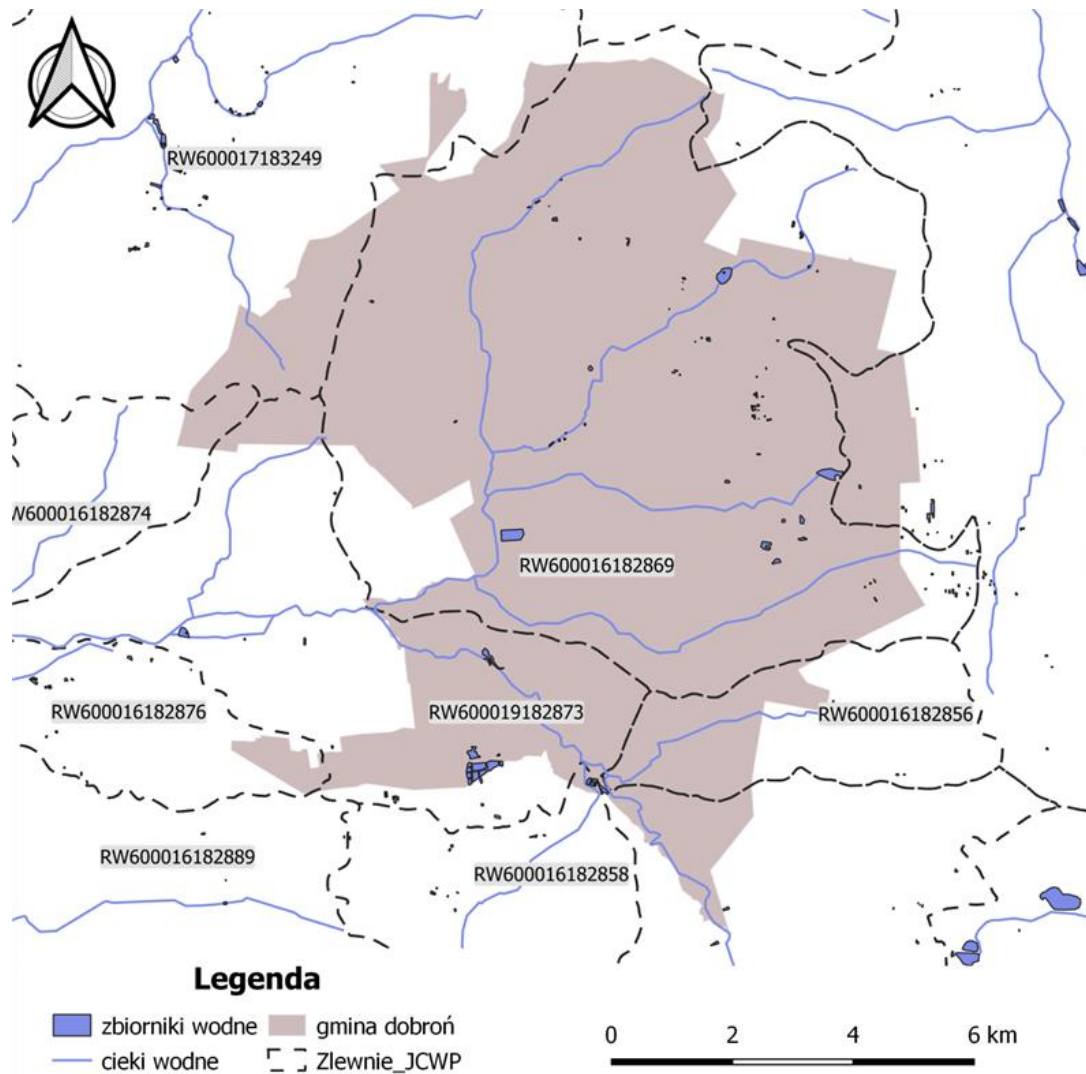 RW600017183249
W600016182874
RW600016182869
RW600016182876
RW600019182873
RW600016182856
RW600016182889
RW600016182858
Legenda
zbiorniki wodne
gmina dobroń
cieki wodne
Zlewnie_JCWP
0 2 4 6 km